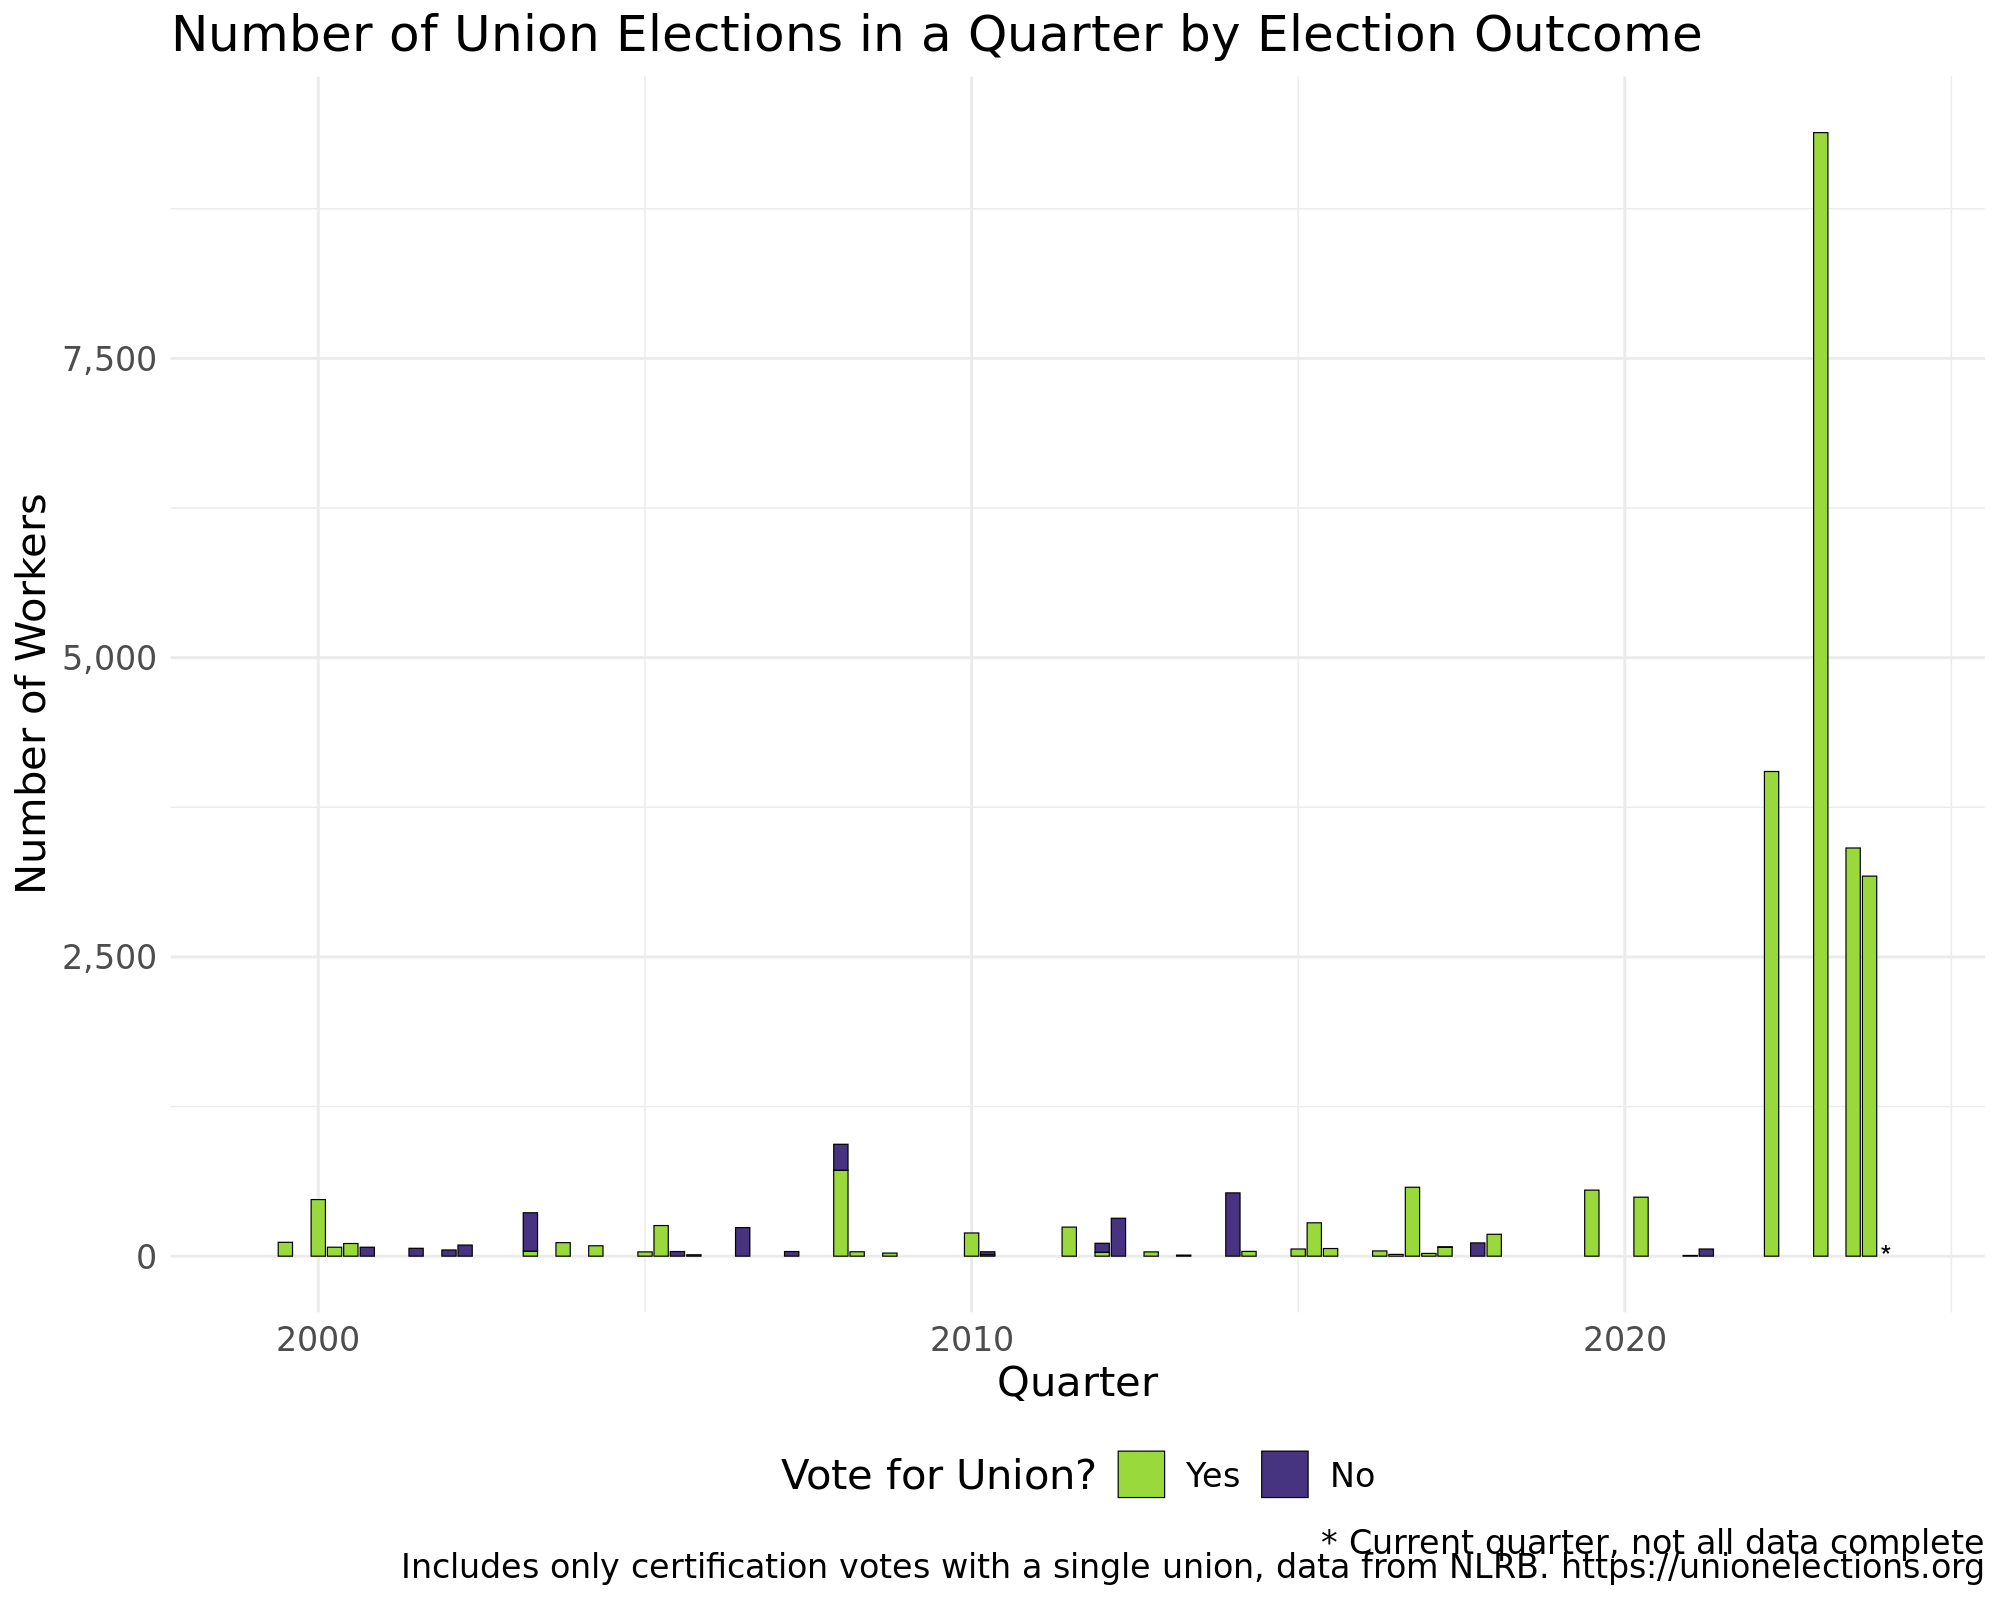 Number of Union Elections in a Quarter by Election Outcome
Number of Workers
7,500
5,000
2,500
0
*
2000 2010 2020
Quarter
Vote for Union? Yes No
* Current quarter, not all data complete
Includes only certification votes with a single union, data from NLRB. https://unionelections.org